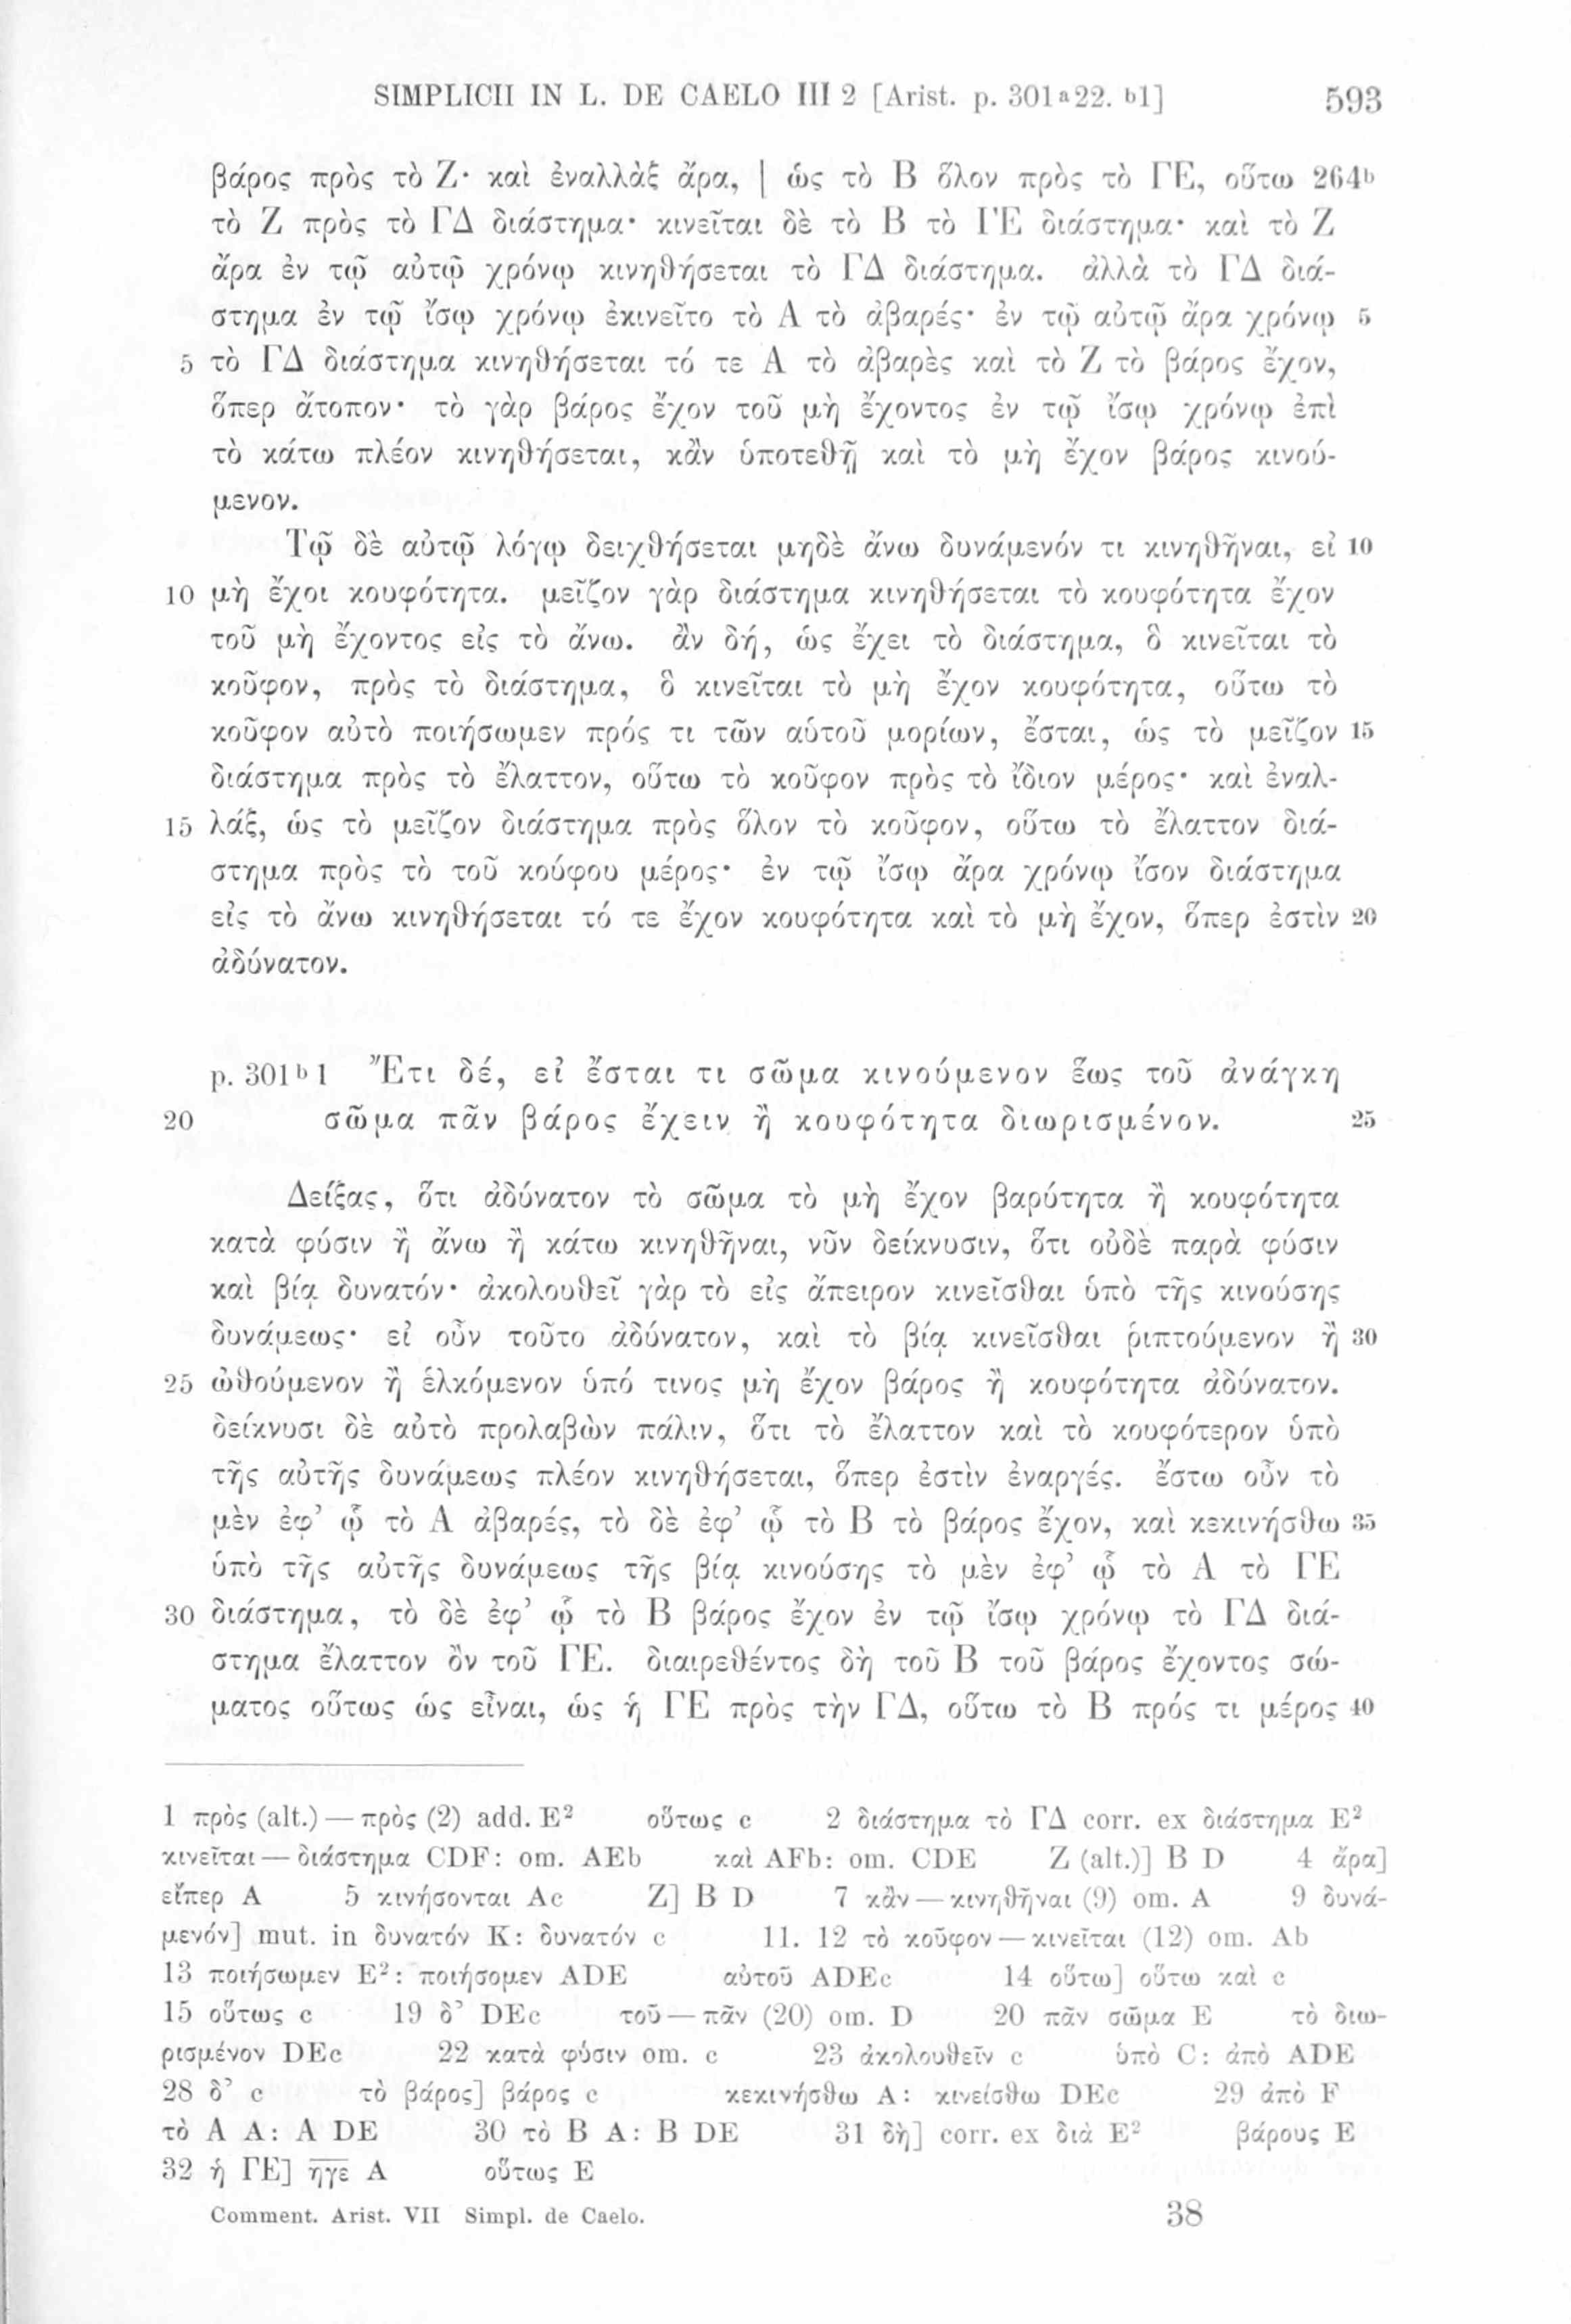 SIMPLICII IN L. DE CAELO III 2 [Arist. p. 301ᵃ22. ᵇ1] 593
βάρος πρὸς τὸ Ζ· καὶ ἐναλλὰξ ἄρα, | ὡς τὸ Β ὅλον πρὸς τὸ ΓΕ, οὕτω 264ᵇ
τὸ Ζ πρὸς τὸ ΓΔ διάστημα· κινεῖται δὲ τὸ Β τὸ ΓΕ διάστημα· καὶ τὸ Ζ
ἄρα ἐν τῷ αὐτῷ χρόνῳ κινηθήσεται τὸ ΓΔ διάστημα. ἀλλὰ τὸ ΓΔ διά-
στημα ἐν τῷ ἴσῳ χρόνῳ ἐκινεῖτο τὸ Α τὸ ἀβαρές· ἐν τῷ αὐτῷ ἄρα χρόνῳ 5
5 τὸ ΓΔ διάστημα κινηθήσεται τό τε Α τὸ ἀβαρὲς καὶ τὸ Ζ τὸ βάρος ἔχον,
ὅπερ ἄτοπον· τὸ γὰρ βάρος ἔχον τοῦ μὴ ἔχοντος ἐν τῷ ἴσῳ χρόνῳ ἐπὶ
τὸ κάτω πλέον κινηθήσεται, κἂν ὑποτεθῇ καὶ τὸ μὴ ἔχον βάρος κινού-
μενον.
Τῷ δὲ αὐτῷ λόγῳ δειχθήσεται μηδὲ ἄνω δυνάμενόν τι κινηθῆναι, εἰ 10
10 μὴ ἔχοι κουφότητα. μεῖζον γὰρ διάστημα κινηθήσεται τὸ κουφότητα ἔχον
τοῦ μὴ ἔχοντος εἰς τὸ ἄνω. ἂν δή, ὡς ἔχει τὸ διάστημα, ὃ κινεῖται τὸ
κοῦφον, πρὸς τὸ διάστημα, ὃ κινεῖται τὸ μὴ ἔχον κουφότητα, οὕτω τὸ
κοῦφον αὐτὸ ποιήσωμεν πρός τι τῶν αὑτοῦ μορίων, ἔσται, ὡς τὸ μεῖζον 15
διάστημα πρὸς τὸ ἔλαττον, οὕτω τὸ κοῦφον πρὸς τὸ ἴδιον μέρος· καὶ ἐναλ-
15 λάξ, ὡς τὸ μεῖζον διάστημα πρὸς ὅλον τὸ κοῦφον, οὕτω τὸ ἔλαττον διά-
στημα πρὸς τὸ τοῦ κούφου μέρος· ἐν τῷ ἴσῳ ἄρα χρόνῳ ἴσον διάστημα
εἰς τὸ ἄνω κινηθήσεται τό τε ἔχον κουφότητα καὶ τὸ μὴ ἔχον, ὅπερ ἐστὶν 20
ἀδύνατον.
p. 301ᵇ1 Ἔτι δέ, εἰ ἔσται τι σῶμα κινούμενον ἕως τοῦ ἀνάγκη
20 σῶμα πᾶν βάρος ἔχειν ἢ κουφότητα διωρισμένον. 25
Δείξας, ὅτι ἀδύνατον τὸ σῶμα τὸ μὴ ἔχον βαρύτητα ἢ κουφότητα
κατὰ φύσιν ἢ ἄνω ἢ κάτω κινηθῆναι, νῦν δείκνυσιν, ὅτι οὐδὲ παρὰ φύσιν
καὶ βίᾳ δυνατόν· ἀκολουθεῖ γὰρ τὸ εἰς ἄπειρον κινεῖσθαι ὑπὸ τῆς κινούσης
δυνάμεως· εἰ οὖν τοῦτο ἀδύνατον, καὶ τὸ βίᾳ κινεῖσθαι ῥιπτούμενον ἢ 30
25 ὠθούμενον ἢ ἑλκόμενον ὑπό τινος μὴ ἔχον βάρος ἢ κουφότητα ἀδύνατον.
δείκνυσι δὲ αὐτὸ προλαβὼν πάλιν, ὅτι τὸ ἔλαττον καὶ τὸ κουφότερον ὑπὸ
τῆς αὐτῆς δυνάμεως πλέον κινηθήσεται, ὅπερ ἐστὶν ἐναργές. ἔστω οὖν τὸ
μὲν ἐφ’ ᾧ τὸ Α ἀβαρές, τὸ δὲ ἐφ’ ᾧ τὸ Β τὸ βάρος ἔχον, καὶ κεκινήσθω 35
ὑπὸ τῆς αὐτῆς δυνάμεως τῆς βίᾳ κινούσης τὸ μὲν ἐφ’ ᾧ τὸ Α τὸ ΓΕ
30 διάστημα, τὸ δὲ ἐφ’ ᾧ τὸ Β βάρος ἔχον ἐν τῷ ἴσῳ χρόνῳ τὸ ΓΔ διά-
στημα ἔλαττον ὂν τοῦ ΓΕ. διαιρεθέντος δὴ τοῦ Β τοῦ βάρος ἔχοντος σώ-
ματος οὕτως ὡς εἶναι, ὡς ἡ ΓΕ πρὸς τὴν ΓΔ, οὕτω τὸ Β πρός τι μέρος 40
1 πρὸς (alt.) — πρὸς (2) add. E² οὕτως c 2 διάστημα τὸ ΓΔ corr. ex διάστημα E²
κινεῖται — διάστημα CDF: om. AEb καὶ AFb: om. CDE Ζ (alt.)] Β D 4 ἄρα]
εἴπερ A 5 κινήσονται Ac Ζ] Β D 7 κἂν — κινηθῆναι (9) om. A 9 δυνά-
μενόν] mut. in δυνατόν K: δυνατόν c 11. 12 τὸ κοῦφον — κινεῖται (12) om. Ab
13 ποιήσωμεν E²: ποιήσομεν ADE αὐτοῦ ADEc 14 οὕτω] οὕτω καὶ c
15 οὕτως c 19 δ’ DEc τοῦ — πᾶν (20) om. D 20 πᾶν σῶμα E τὸ διω-
ρισμένον DEc 22 κατὰ φύσιν om. c 23 ἀκολουθεῖν c ὑπὸ C: ἀπὸ ADE
28 δ’ c τὸ βάρος] βάρος c κεκινήσθω A: κινείσθω DEc 29 ἀπὸ F
τὸ Α A: Α DE 30 τὸ Β A: Β DE 31 δὴ] corr. ex διὰ E² βάρους E
32 ἡ ΓΕ] ηγε A οὕτως E
Comment. Arist. VII Simpl. de Caelo. 38